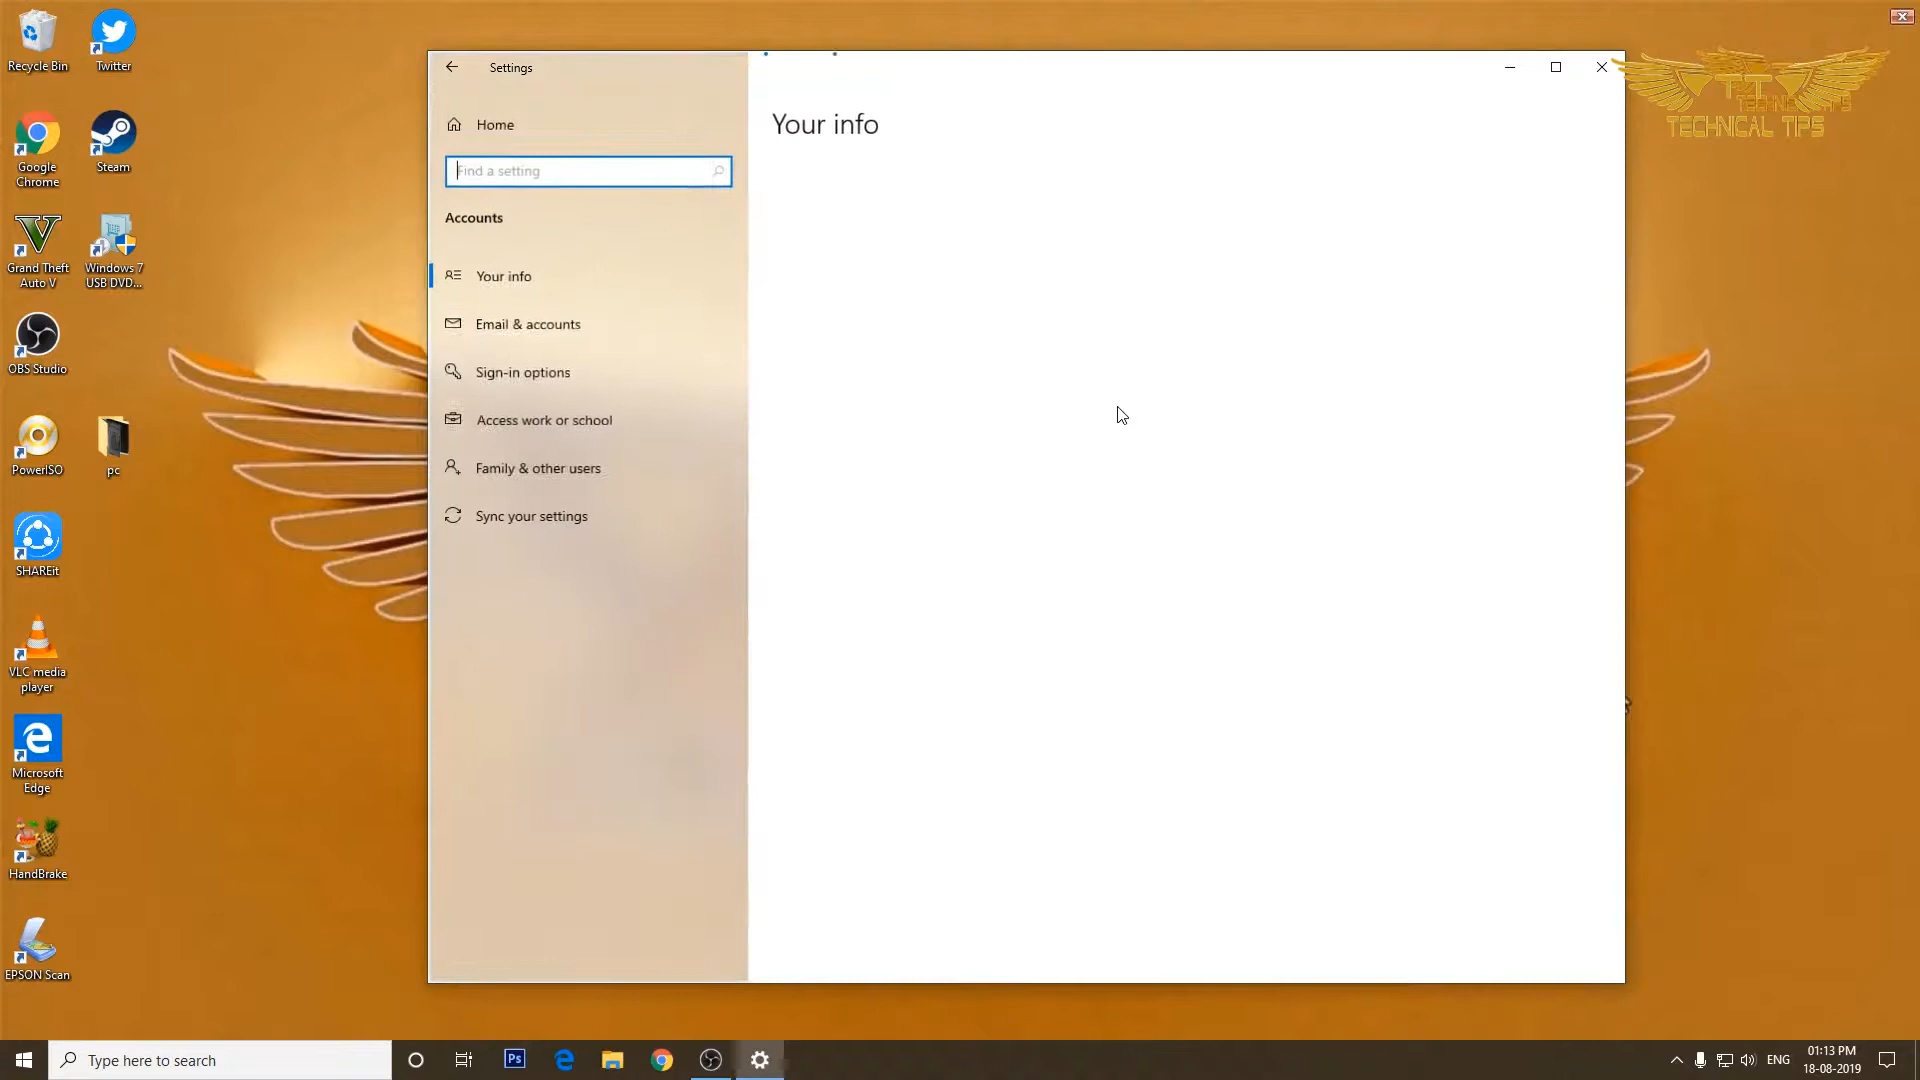 Recycle Bin
Twitter
Google
Chrome
Steam
Grand Theft
Auto V
Windows 7
USB DVD...
OBS Studio
PowerISO
pc
SHAREit
VLC media
player
Microsoft
Edge
HandBrake
EPSON Scan
Settings
Home
Find a setting
Accounts
Your info
Email & accounts
Sign-in options
Access work or school
Family & other users
Sync your settings
Your info
TECHNICAL TIPS
Type here to search
Ps
ENG
01:13 PM
18-08-2019